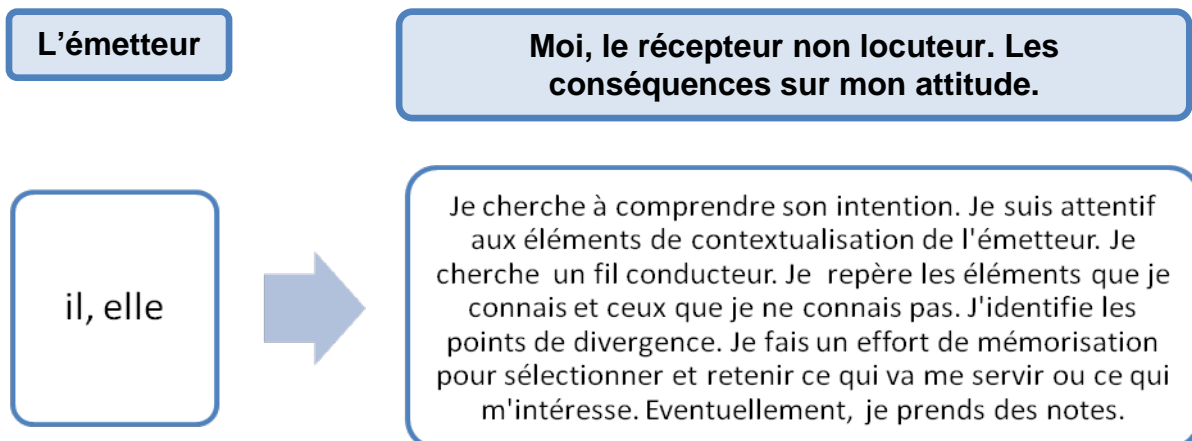 L’émetteur
Moi, le récepteur non locuteur. Les
conséquences sur mon attitude.
il, elle
Je cherche à comprendre son intention. Je suis attentif
aux éléments de contextualisation de l'émetteur. Je
cherche un fil conducteur. Je repère les éléments que je
connais et ceux que je ne connais pas. J'identifie les
points de divergence. Je fais un effort de mémorisation
pour sélectionner et retenir ce qui va me servir ou ce qui
m'intéresse. Eventuellement, je prends des notes.